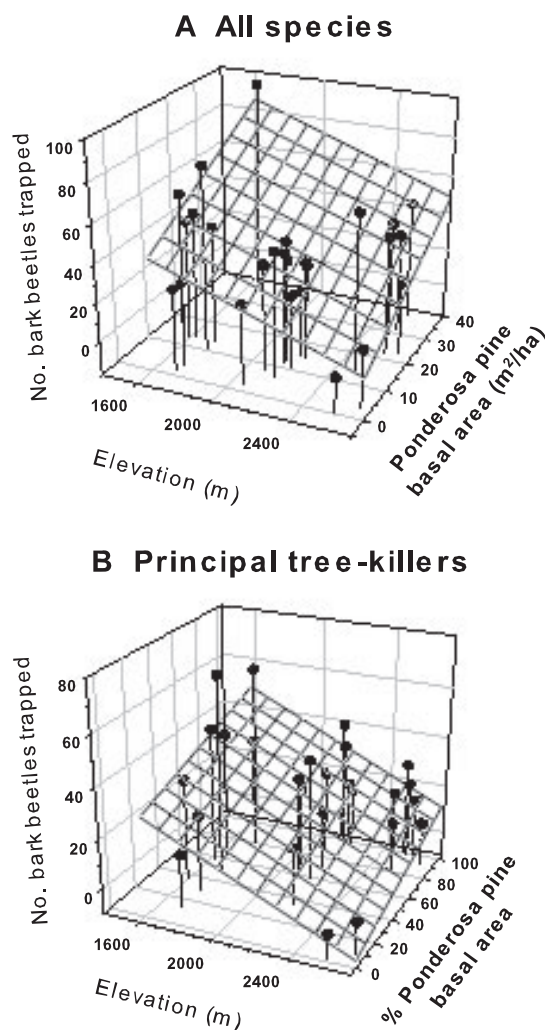 A All species
No. bark beetles trapped
100
80
60
40
20
0
1600
2000
2400
Elevation (m)
0
10
20
30
40
Ponderosa pine
basal area (m²/ha)
B Principal tree-killers
No. bark beetles trapped
80
60
40
20
0
1600
2000
2400
Elevation (m)
0
20
40
60
80
100
% Ponderosa pine
basal area